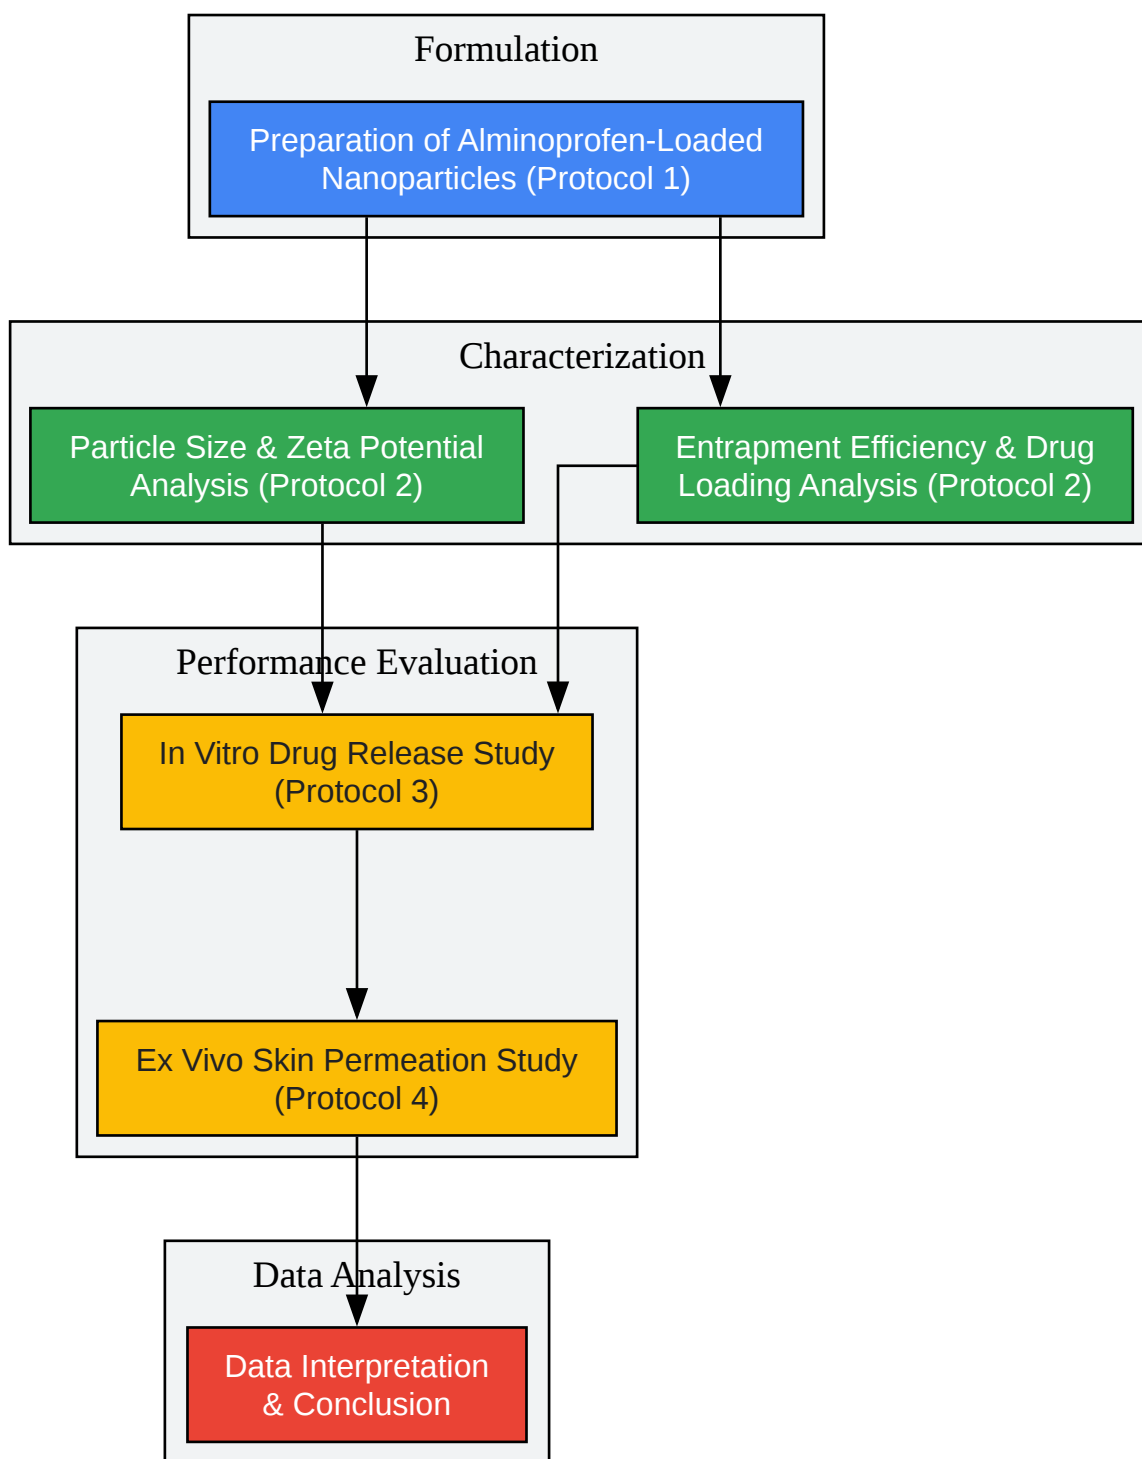 Formulation
Preparation of Alminoprofen-Loaded
Nanoparticles (Protocol 1)
Characterization
Particle Size & Zeta Potential
Analysis (Protocol 2)
Entrapment Efficiency & Drug
Loading Analysis (Protocol 2)
Performance Evaluation
In Vitro Drug Release Study
(Protocol 3)
Ex Vivo Skin Permeation Study
(Protocol 4)
Data Analysis
Data Interpretation
& Conclusion